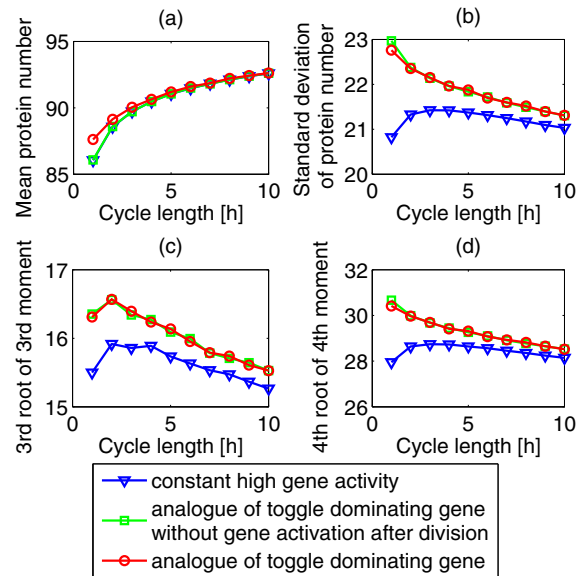 (a)
Mean protein number
95
90
85
0
5
10
Cycle length [h]
(b)
Standard deviation
of protein number
23
22
21
20
0
5
10
Cycle length [h]
(c)
3rd root of 3rd moment
17
16
15
0
5
10
Cycle length [h]
(d)
4th root of 4th moment
32
30
28
26
0
5
10
Cycle length [h]
constant high gene activity
analogue of toggle dominating gene
without gene activation after division
analogue of toggle dominating gene